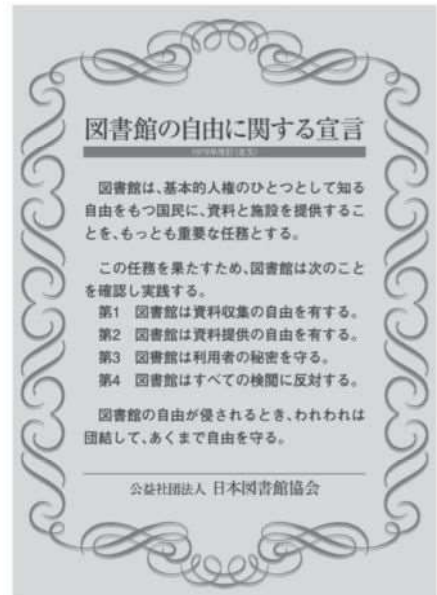 図書館の自由に関する宣言
図書館は、基本的人権のひとつとして知る
自由をもつ国民に、資料と施設を提供するこ
とを、もっとも重要な任務とする。
この任務を果たすため、図書館は次のこと
を確認し実践する。
第1　図書館は資料収集の自由を有する。
第2　図書館は資料提供の自由を有する。
第3　図書館は利用者の秘密を守る。
第4　図書館はすべての検閲に反対する。
図書館の自由が侵されるとき、われわれは
団結して、あくまで自由を守る。
公益社団法人 日本図書館協会